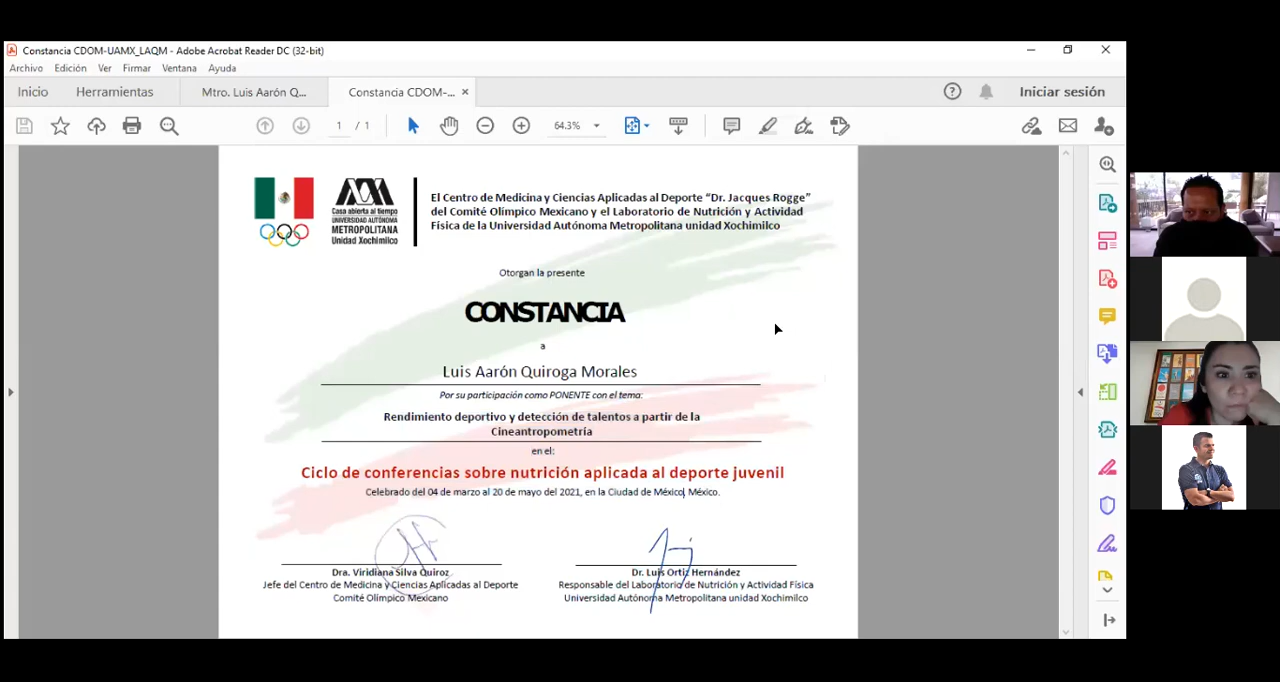 Constancia CDOM-UAMX_LAQM - Adobe Acrobat Reader DC (32-bit)
Archivo Edición Ver Firmar Ventana Ayuda
Inicio Herramientas Mtro. Luis Aarón Q... Constancia CDOM-... Iniciar sesión
1 / 1 64.3%
Casa abierta al tiempo
UNIVERSIDAD AUTÓNOMA
METROPOLITANA
Unidad Xochimilco
El Centro de Medicina y Ciencias Aplicadas al Deporte “Dr. Jacques Rogge”
del Comité Olímpico Mexicano y el Laboratorio de Nutrición y Actividad
Física de la Universidad Autónoma Metropolitana unidad Xochimilco
Otorgan la presente
CONSTANCIA
a
Luis Aarón Quiroga Morales
Por su participación como PONENTE con el tema:
Rendimiento deportivo y detección de talentos a partir de la
Cineantropometría
en el:
Ciclo de conferencias sobre nutrición aplicada al deporte juvenil
Celebrado del 04 de marzo al 20 de mayo del 2021, en la Ciudad de México, México.
Dra. Viridiana Silva Quiroz
Jefe del Centro de Medicina y Ciencias Aplicadas al Deporte
Comité Olímpico Mexicano
Dr. Luis Ortiz Hernández
Responsable del Laboratorio de Nutrición y Actividad Física
Universidad Autónoma Metropolitana unidad Xochimilco